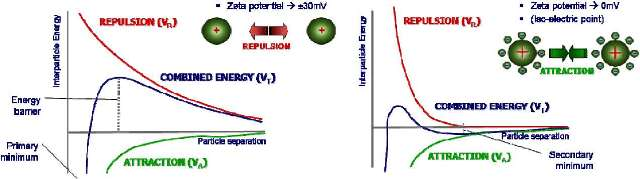 Interparticle Energy
REPULSION (VR)
Zeta potential → ±30mV
REPULSION
COMBINED ENERGY (VT)
Energy
barrier
Particle separation
Primary
minimum
ATTRACTION (VA)
Interparticle Energy
REPULSION (VR)
Zeta potential → 0mV
(Iso-electric point)
ATTRACTION
COMBINED ENERGY (VT)
Particle separation
Secondary
minimum
ATTRACTION (VA)